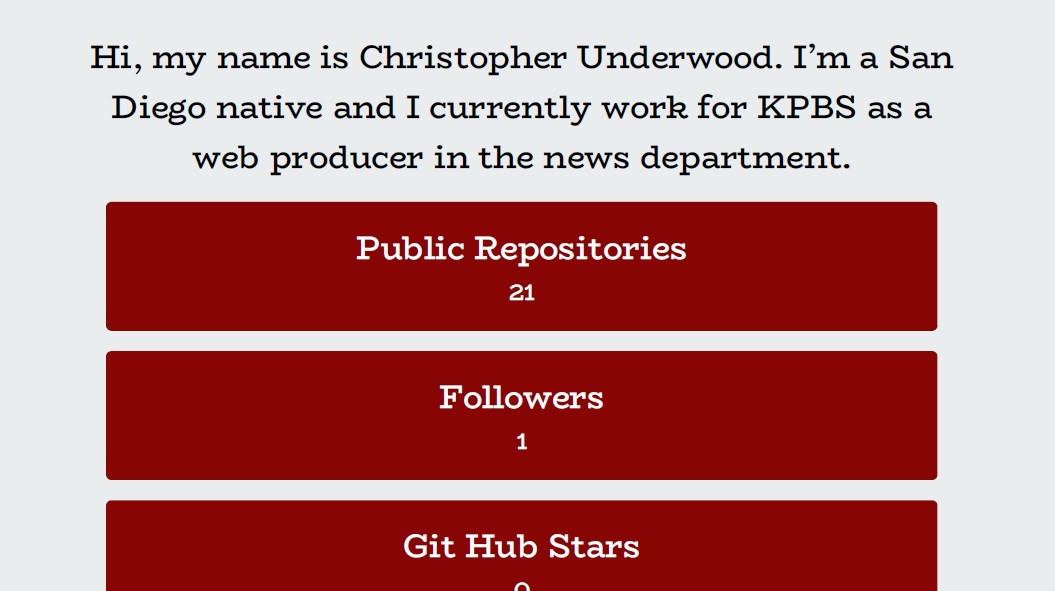 Hi, my name is Christopher Underwood. I’m a San
Diego native and I currently work for KPBS as a
web producer in the news department.
Public Repositories
21
Followers
1
Git Hub Stars